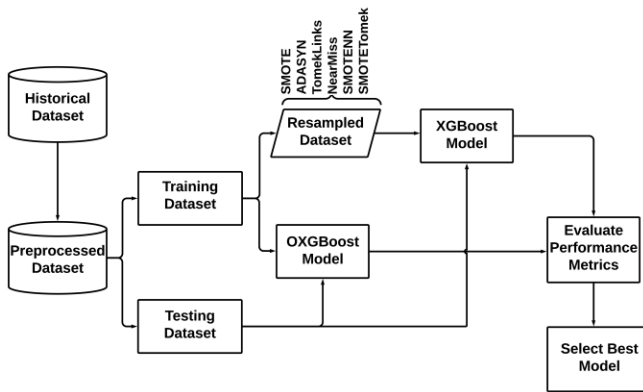 SMOTE
ADASYN
TomekLinks
NearMiss
SMOTENN
SMOTETomek
Historical
Dataset
Resampled
Dataset
XGBoost
Model
Training
Dataset
Preprocessed
Dataset
OXGBoost
Model
Evaluate
Performance
Metrics
Testing
Dataset
Select Best
Model